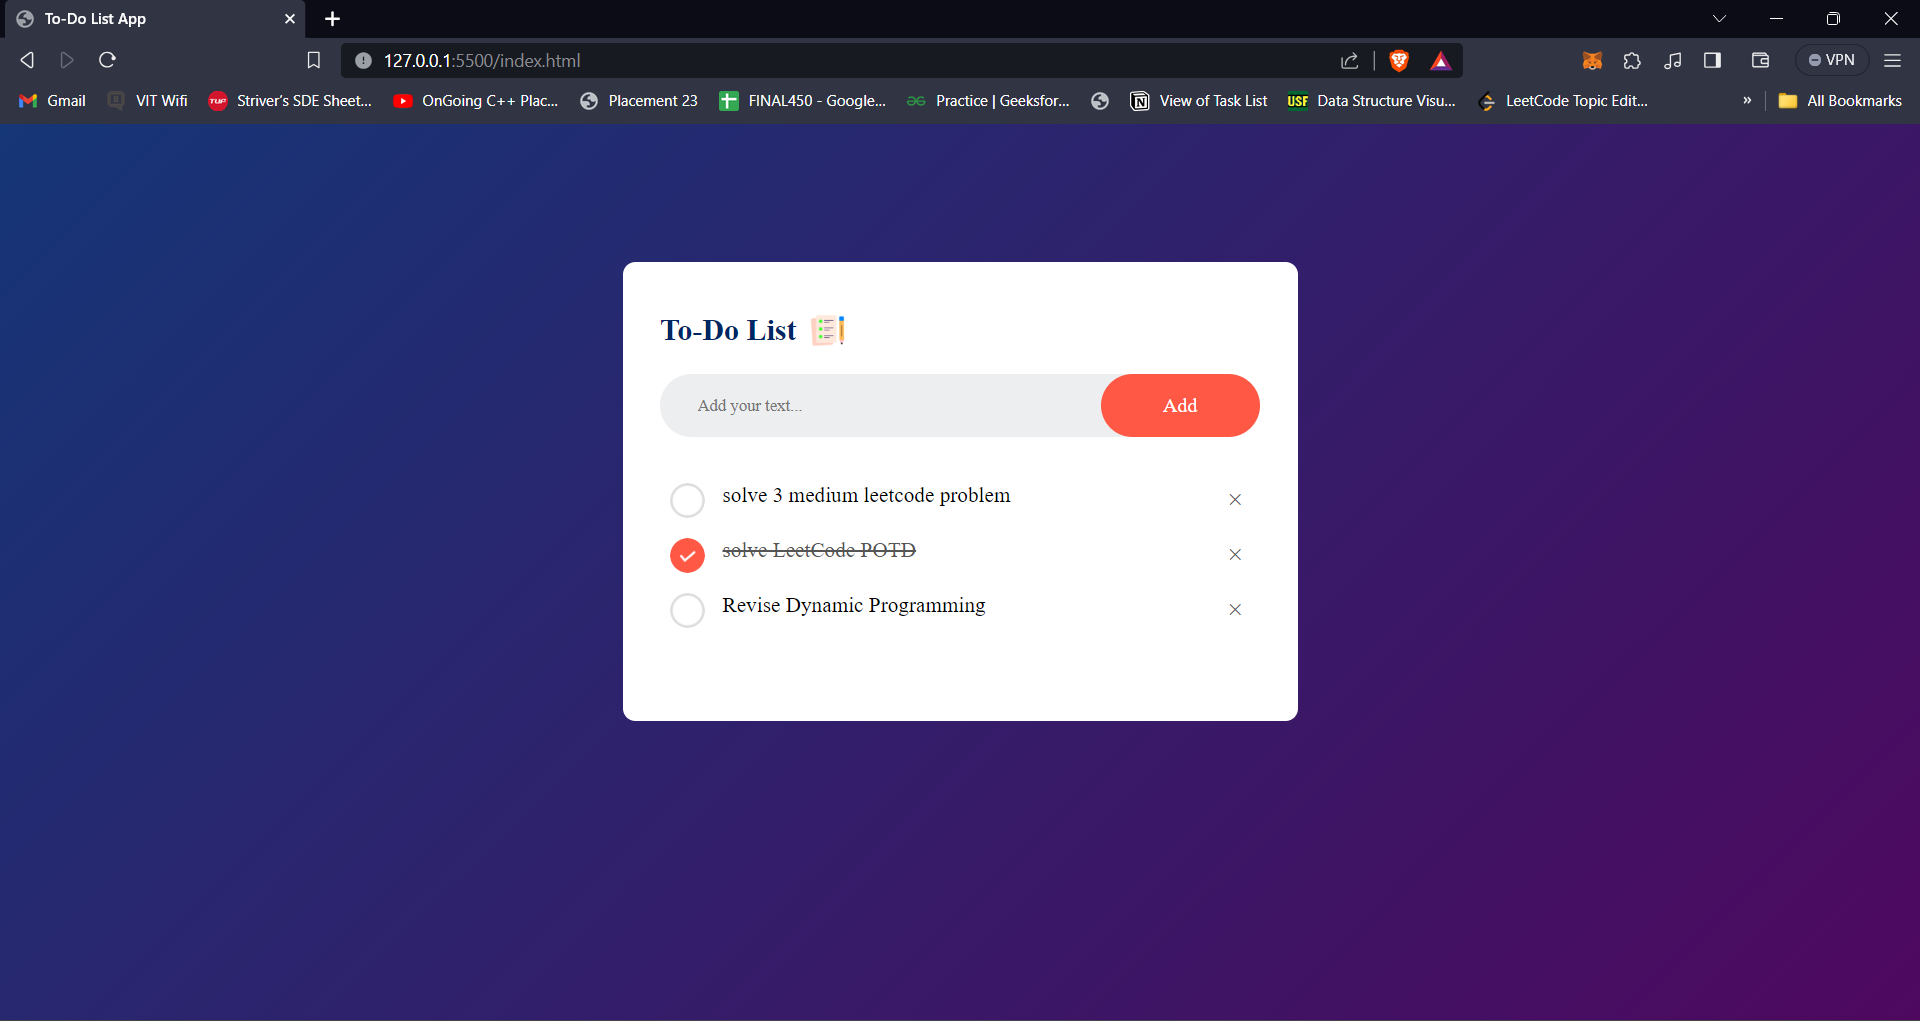 To-Do List App
127.0.0.1:5500/index.html
VPN
Gmail
VIT Wifi
TUF
Striver's SDE Sheet...
OnGoing C++ Plac...
Placement 23
FINAL450 - Google...
Practice | Geeksfor...
View of Task List
USF
Data Structure Visu...
LeetCode Topic Edit...
»
All Bookmarks
To-Do List
Add your text...
Add
solve 3 medium leetcode problem
solve LeetCode POTD
Revise Dynamic Programming